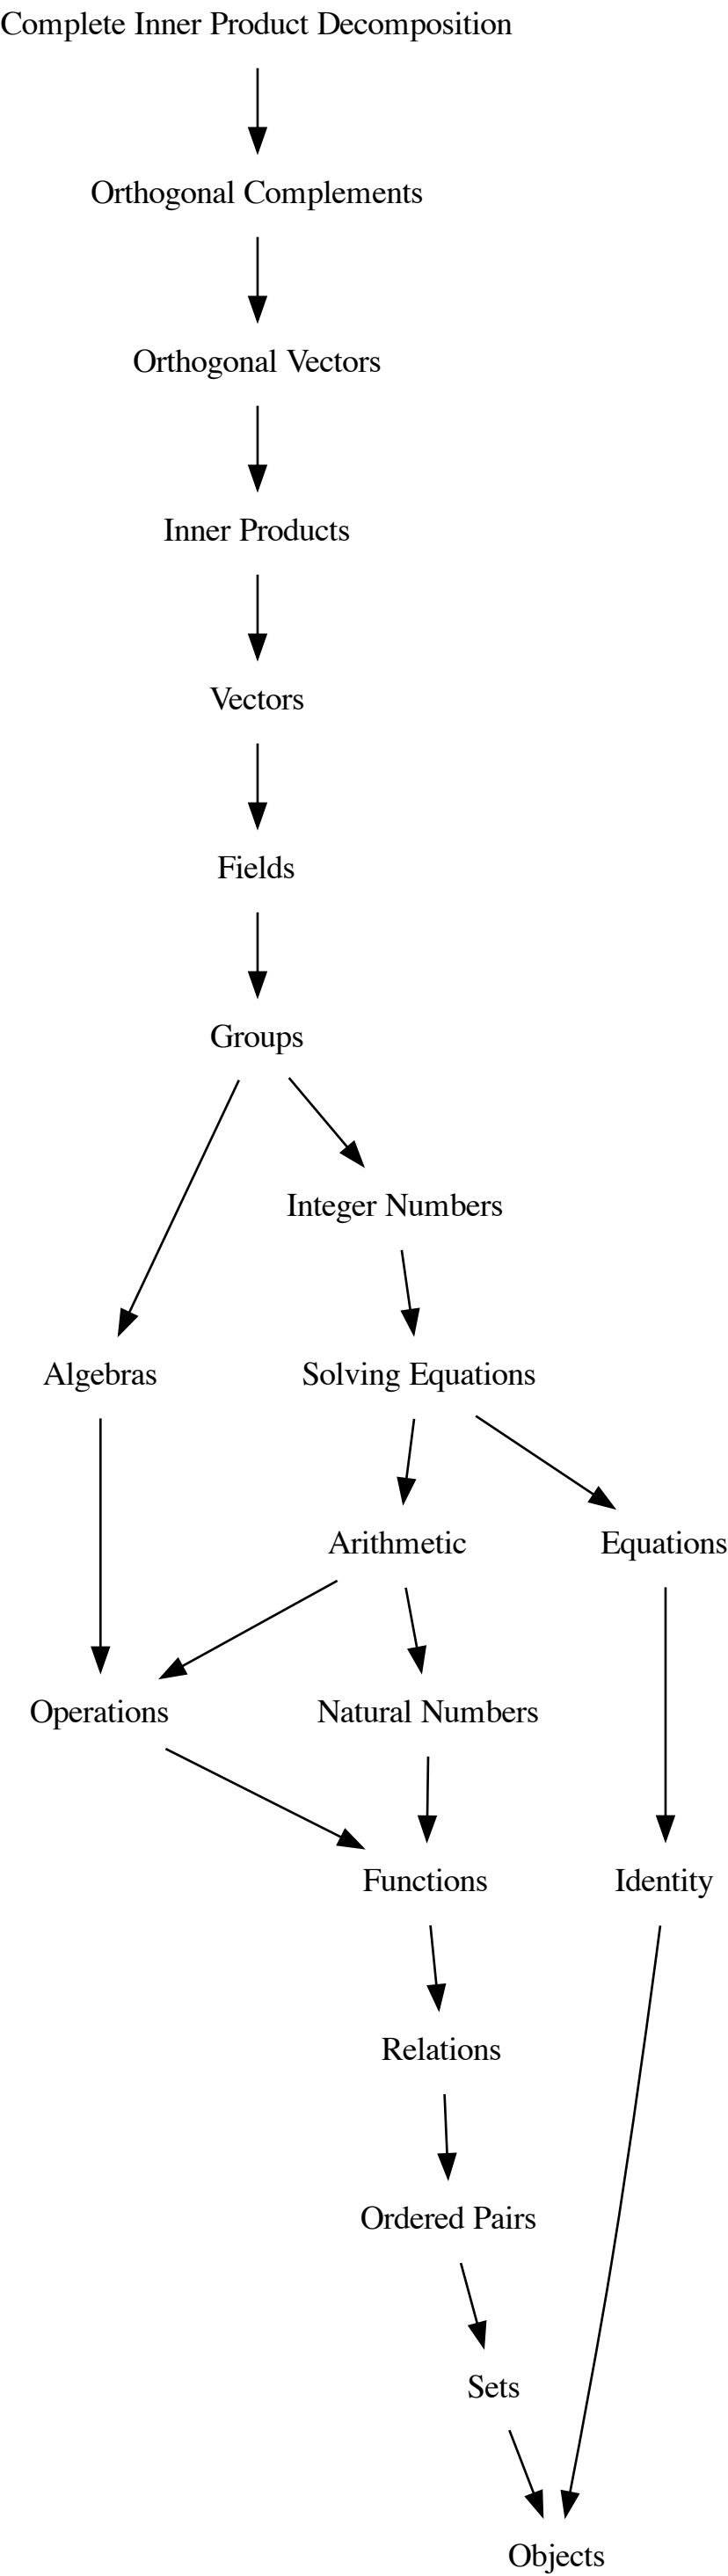 Complete Inner Product Decomposition
Orthogonal Complements
Orthogonal Vectors
Inner Products
Vectors
Fields
Groups
Integer Numbers
Algebras
Solving Equations
Arithmetic
Equations
Operations
Natural Numbers
Functions
Identity
Relations
Ordered Pairs
Sets
Objects